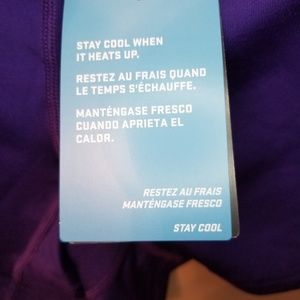 STAY COOL WHEN
IT HEATS UP.
RESTEZ AU FRAIS QUAND
LE TEMPS S'ÉCHAUFFE.
MANTÉNGASE FRESCO
CUANDO APRIETA EL
CALOR.
RESTEZ AU FRAIS
MANTÉNGASE FRESCO
STAY COOL